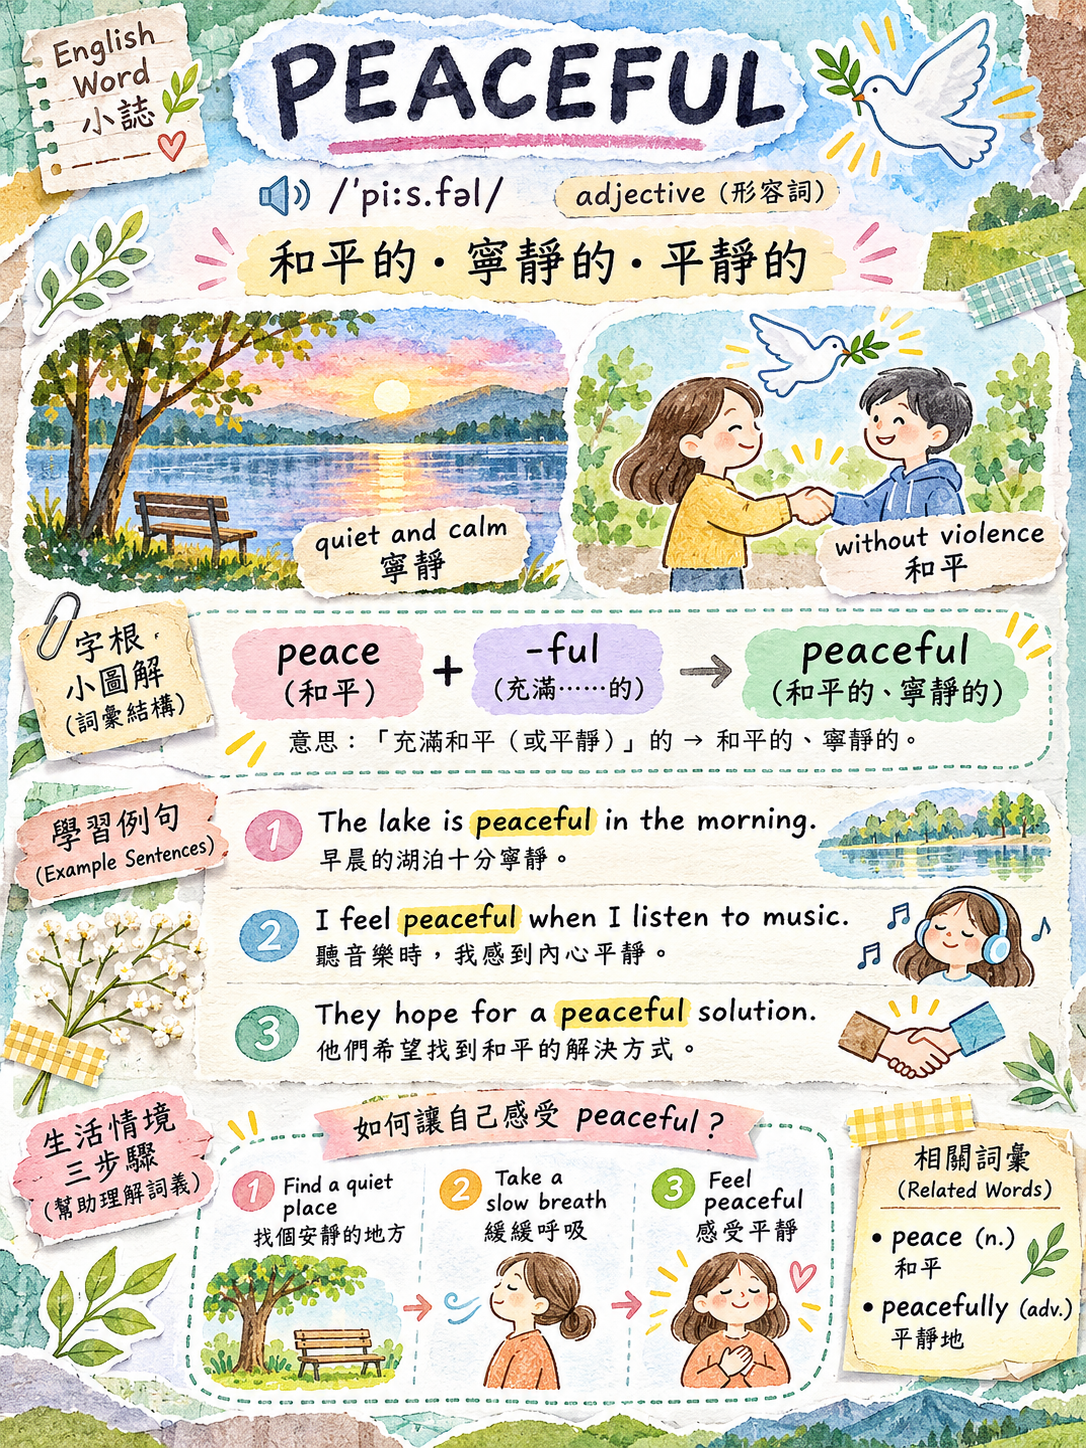 English
Word
小誌
PEACEFUL
/ˈpiːs.fəl/
adjective (形容詞)
和平的・寧靜的・平靜的
quiet and calm
寧靜
without violence
和平
字根
小圖解
(詞彙結構)
peace
(和平)
+
-ful
(充滿……的)
→
peaceful
(和平的、寧靜的)
意思：「充滿和平（或平靜）」的 → 和平的、寧靜的。
學習例句
(Example Sentences)
1 The lake is peaceful in the morning.
早晨的湖泊十分寧靜。
2 I feel peaceful when I listen to music.
聽音樂時，我感到內心平靜。
3 They hope for a peaceful solution.
他們希望找到和平的解決方式。
生活情境
三步驟
(幫助理解詞義)
如何讓自己感受 peaceful？
1 Find a quiet
place
找個安靜的地方
2 Take a
slow breath
緩緩呼吸
3 Feel
peaceful
感受平靜
相關詞彙
(Related Words)
• peace (n.)
和平
• peacefully (adv.)
平靜地